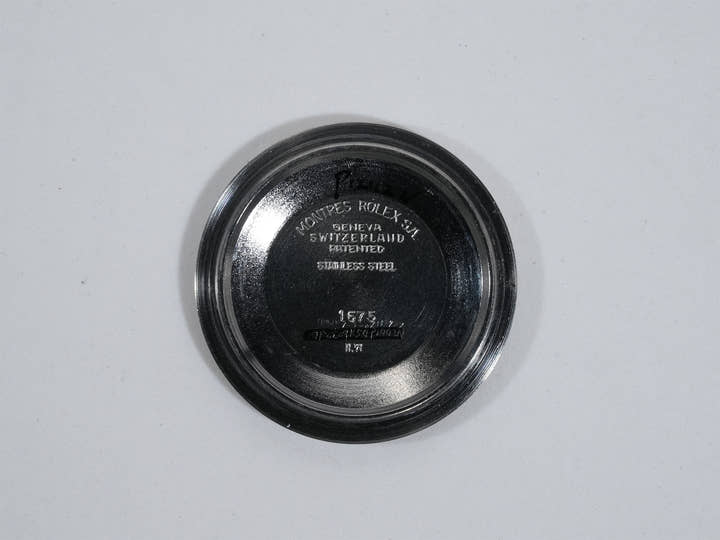 MONTRES ROLEX S.A.
GENEVA
SWITZERLAND
PATENTED
STAINLESS STEEL
1675